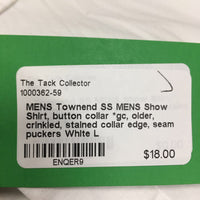 The Tack Collector
1000362-59
MENS Townend SS MENS Show
Shirt, button collar *gc, older,
crinkled, stained collar edge, seam
puckers White L
ENQER9
$18.00